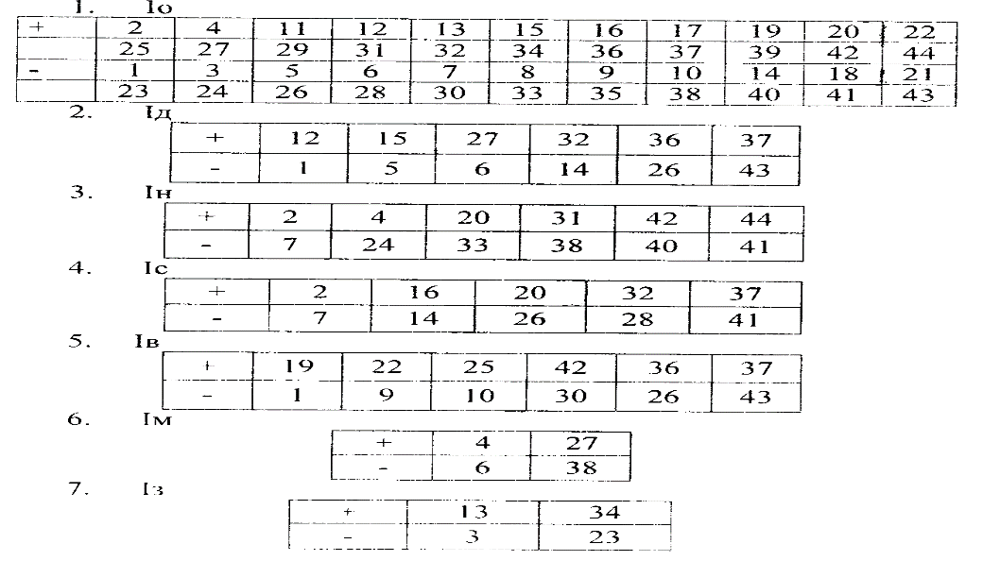 1. Io
+ 2 4 11 12 13 15 16 17 19 20 22
25 27 29 31 32 34 36 37 39 42 44
- 1 3 5 6 7 8 9 10 14 18 21
23 24 26 28 30 33 35 38 40 41 43
2. Iд
+ 12 15 27 32 36 37
- 1 5 6 14 26 43
3. Iн
+ 2 4 20 31 42 44
- 7 24 33 38 40 41
4. Iс
+ 2 16 20 32 37
- 7 14 26 28 41
5. Iв
+ 19 22 25 42 36 37
- 1 9 10 30 26 43
6. Iм
+ 4 27
- 6 38
7. Iз
+ 13 34
- 3 23